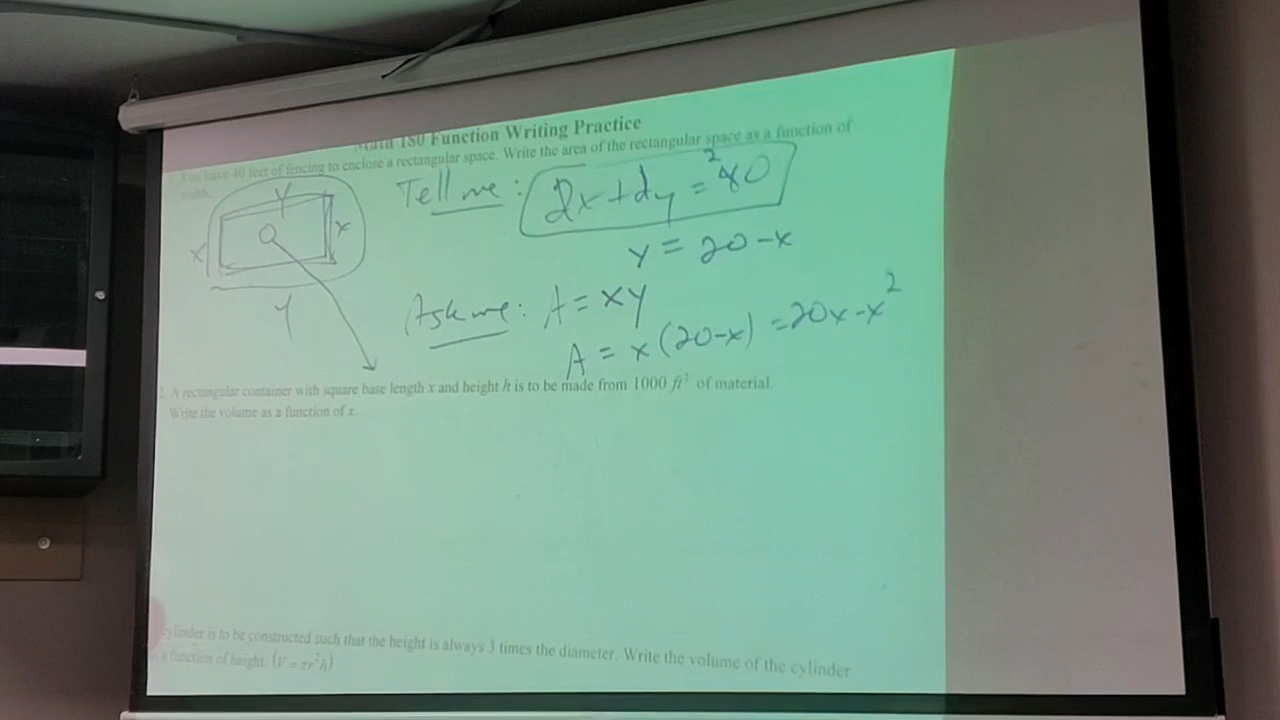 Math 180 Function Writing Practice
You have 40 feet of fencing to enclose a rectangular space. Write the area of the rectangular space as a function of
width.
Tell me: 2x+2y = 40
y
x
x
y
y = 20-x
Ask me: A = xy
A = x(20-x) = 20x-x²
2. A rectangular container with square base length x and height h is to be made from 1000 ft² of material.
Write the volume as a function of x.
cylinder is to be constructed such that the height is always 3 times the diameter. Write the volume of the cylinder
a function of height. (V = πr²h)